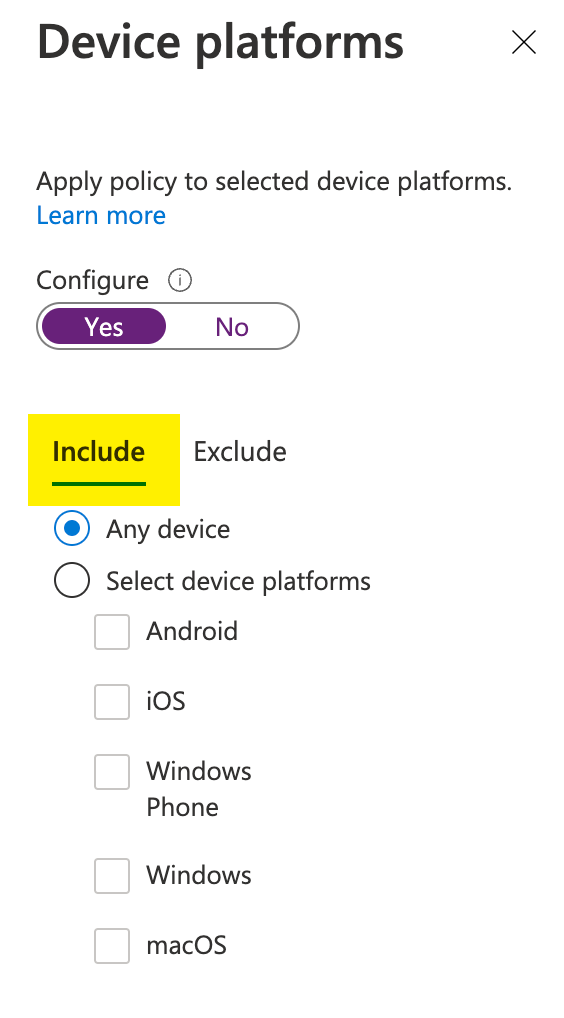 Device platforms
Apply policy to selected device platforms.
Learn more
Configure
Yes No
Include Exclude
Any device
Select device platforms
Android
iOS
Windows
Phone
Windows
macOS